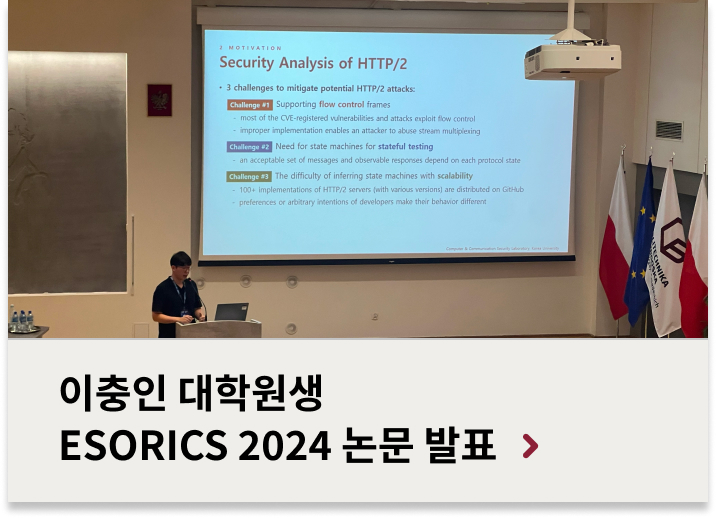 2 MOTIVATION
Security Analysis of HTTP/2
• 3 challenges to mitigate potential HTTP/2 attacks:
Challenge #1 Supporting flow control frames
- most of the CVE-registered vulnerabilities and attacks exploit flow control
- improper implementation enables an attacker to abuse stream multiplexing
Challenge #2 Need for state machines for stateful testing
- an acceptable set of messages and observable responses depend on each protocol state
Challenge #3 The difficulty of inferring state machines with scalability
- 100+ implementations of HTTP/2 servers (with various versions) are distributed on GitHub
- preferences or arbitrary intentions of developers make their behavior different
Computer & Communication Security Laboratory, Korea University
이충인 대학원생
ESORICS 2024 논문 발표